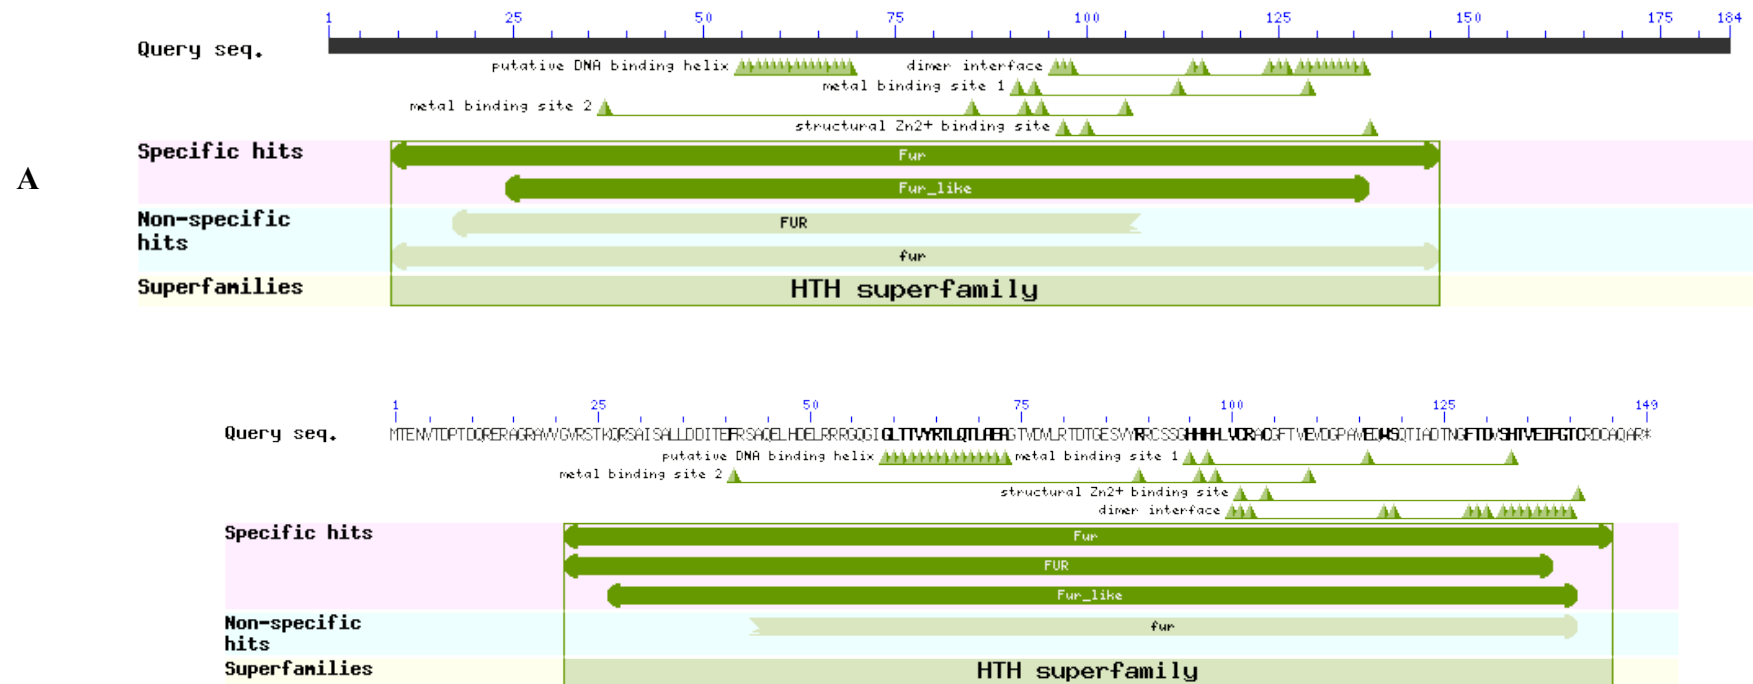 1 25 50 75 100 125 150 175 184
Query seq.
putative DNA binding helix dimer interface
metal binding site 1
metal binding site 2
structural Zn2+ binding site
A
Specific hits
Fur
Fur_like
Non-specific
hits
FUR
fur
Superfamilies
HTH superfamily
1 25 50 75 100 125 149
Query seq.
putative DNA binding helix metal binding site 1
metal binding site 2
structural Zn2+ binding site
dimer interface
Specific hits
Fur
FUR
Fur_like
Non-specific
hits
fur
Superfamilies
HTH superfamily